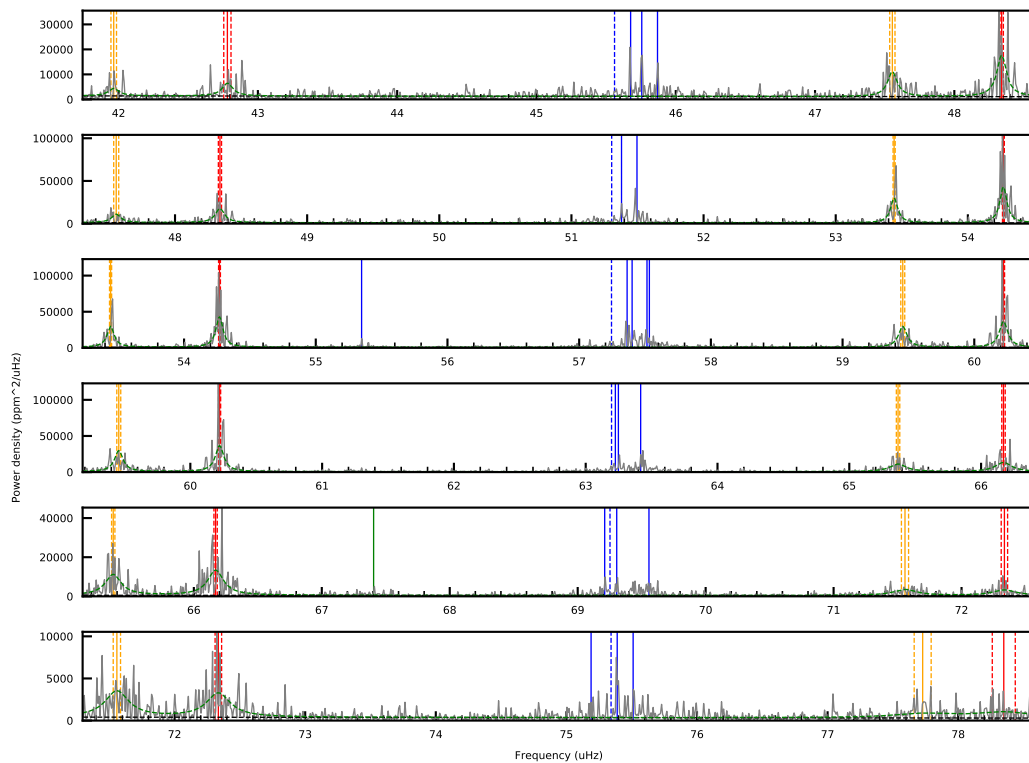 30000
20000
10000
0
42 43 44 45 46 47 48
100000
50000
0
48 49 50 51 52 53 54
100000
50000
0
54 55 56 57 58 59 60
100000
50000
0
60 61 62 63 64 65 66
40000
20000
0
66 67 68 69 70 71 72
10000
5000
0
72 73 74 75 76 77 78
Power density (ppm^2/uHz)
Frequency (uHz)